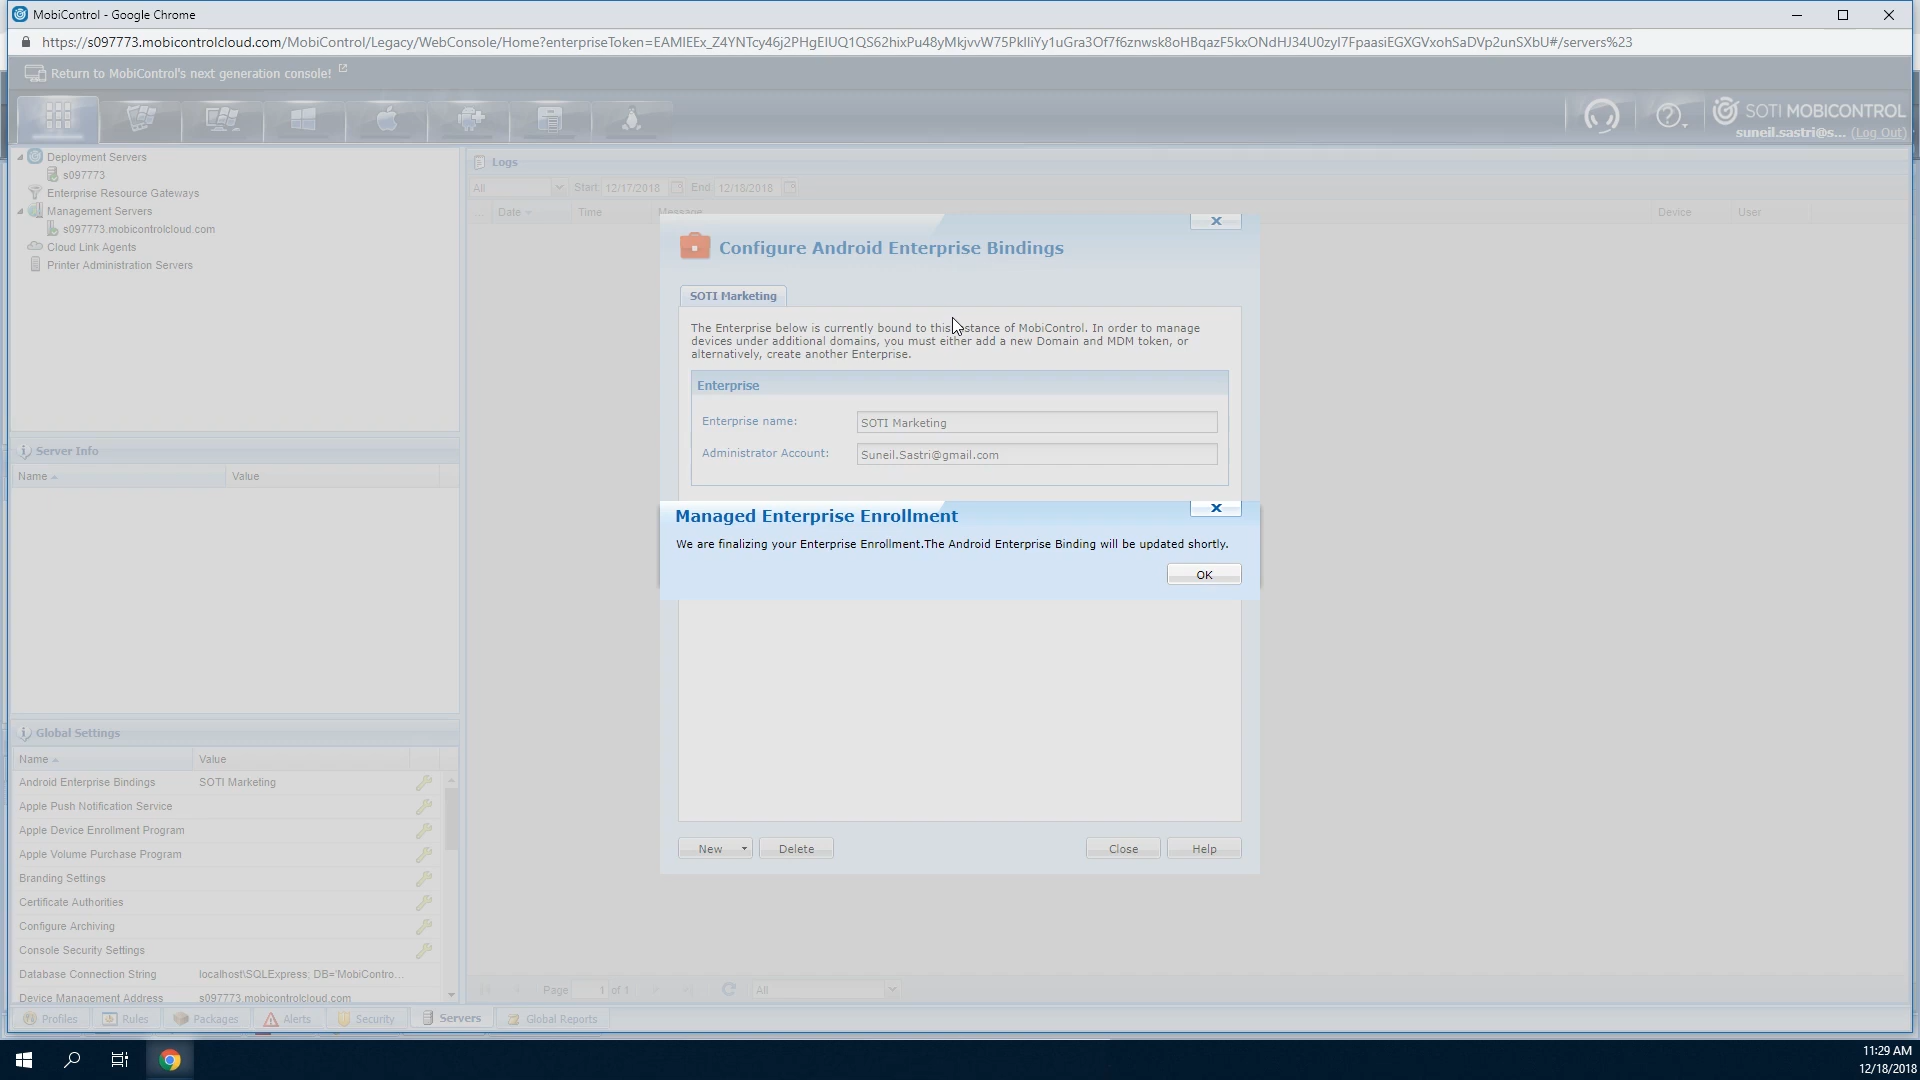 MobiControl - Google Chrome
https://s097773.mobicontrolcloud.com/MobiControl/Legacy/WebConsole/Home?enterpriseToken=EAMIEEx_Z4YNTcy46j2PHgEIUQ1QS62hixPu48yMkjvvW75PkIliYy1uGra3Of7f6znwsk8oHBqazF5kxONdHJ34U0zyI7FpaasiEGXGVxohSaDVp2unSXbU#/servers%23
Return to MobiControl's next generation console!
SOTI MOBICONTROL
suneil.sastri@s... (Log Out)
Deployment Servers
s097773
Enterprise Resource Gateways
Management Servers
s097773.mobicontrolcloud.com
Cloud Link Agents
Printer Administration Servers
Logs
All Start 12/17/2018 End 12/18/2018
... Date Time Message Device User
Configure Android Enterprise Bindings
SOTI Marketing
The Enterprise below is currently bound to this stance of MobiControl. In order to manage
devices under additional domains, you must either add a new Domain and MDM token, or
alternatively, create another Enterprise.
Enterprise
Enterprise name: SOTI Marketing
Administrator Account: Suneil.Sastri@gmail.com
Managed Enterprise Enrollment
We are finalizing your Enterprise Enrollment.The Android Enterprise Binding will be updated shortly.
OK
New Delete Close Help
Server Info
Name Value
Global Settings
Name Value
Android Enterprise Bindings SOTI Marketing
Apple Push Notification Service
Apple Device Enrollment Program
Apple Volume Purchase Program
Branding Settings
Certificate Authorities
Configure Archiving
Console Security Settings
Database Connection String localhost\SQLExpress; DB='MobiContro...
Device Management Address s097773.mobicontrolcloud.com
Page 1 of 1 All
Profiles Rules Packages Alerts Security Servers Global Reports
11:29 AM
12/18/2018